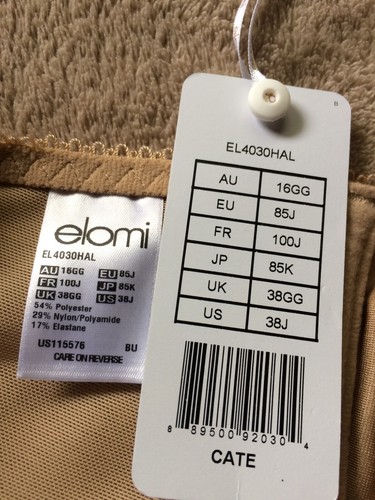 elomi
EL4030HAL
AU 16GG EU 85J
FR 100J JP 85K
UK 38GG US 38J
54% Polyester
29% Nylon/Polyamide
17% Elastane
US115576 BU
CARE ON REVERSE
EL4030HAL
AU 16GG
EU 85J
FR 100J
JP 85K
UK 38GG
US 38J
8 89500 92030 4
CATE